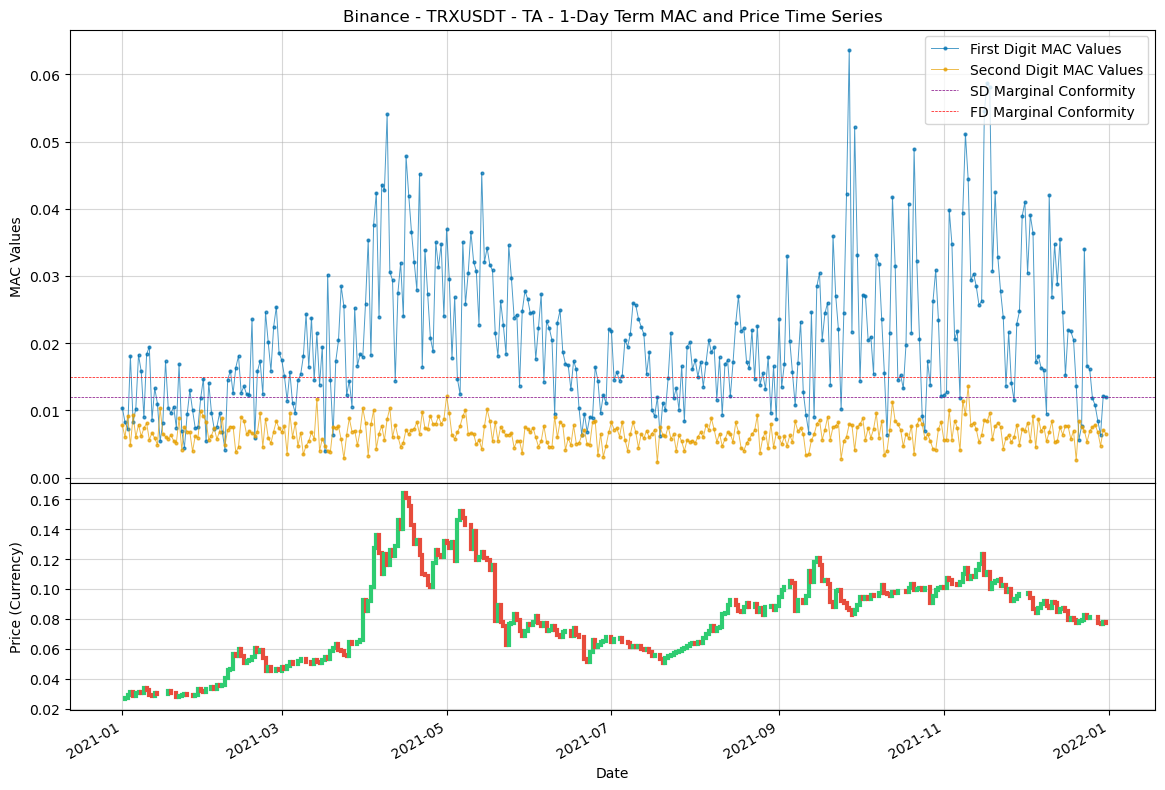 Binance - TRXUSDT - TA - 1-Day Term MAC and Price Time Series
First Digit MAC Values
Second Digit MAC Values
SD Marginal Conformity
FD Marginal Conformity
MAC Values
0.06
0.05
0.04
0.03
0.02
0.01
0.00
Price (Currency)
0.16
0.14
0.12
0.10
0.08
0.06
0.04
0.02
2021-01
2021-03
2021-05
2021-07
2021-09
2021-11
2022-01
Date